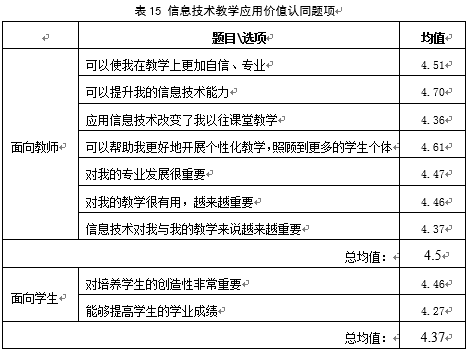 表 15 信息技术教学应用价值认同题项
题目\选项 均值
面向教师
可以使我在教学上更加自信、专业 4.51
可以提升我的信息技术能力 4.70
应用信息技术改变了我以往课堂教学 4.36
可以帮助我更好地开展个性化教学,照顾到更多的学生个体 4.61
对我的专业发展很重要 4.47
对我的教学很有用，越来越重要 4.46
信息技术对我与我的教学来说越来越重要 4.37
总均值： 4.5
面向学生
对培养学生的创造性非常重要 4.46
能够提高学生的学业成绩 4.27
总均值： 4.37